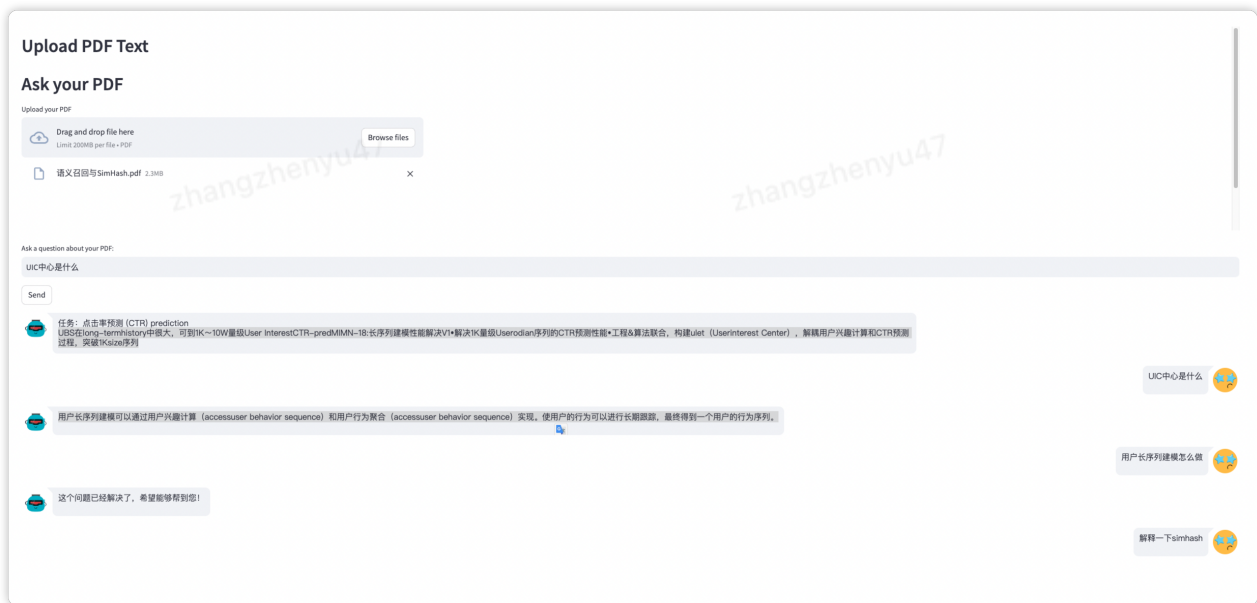 Upload PDF Text
Ask your PDF
Upload your PDF
Drag and drop file here
Limit 200MB per file • PDF
Browse files
语义召回与SimHash.pdf 2.3MB
zhangzhenyu47
zhangzhenyu47
Ask a question about your PDF:
UIC中心是什么
Send
任务：点击率预测 (CTR) prediction
UBS在long-termhistory中很大，可到1K～10W量级User InterestCTR-predMIMN-18:长序列建模性能解决V1•解决1K量级Userodian序列的CTR预测性能•工程&算法联合，构建ulet（Userinterest Center），解耦用户兴趣计算和CTR预测
过程，突破1Ksize序列
UIC中心是什么
用户长序列建模可以通过用户兴趣计算（accessuser behavior sequence）和用户行为聚合（accessuser behavior sequence）实现，使用户的行为可以进行长期跟踪，最终得到一个用户的行为序列。
用户长序列建模怎么做
这个问题已经解决了，希望能够帮到您！
解释一下simhash